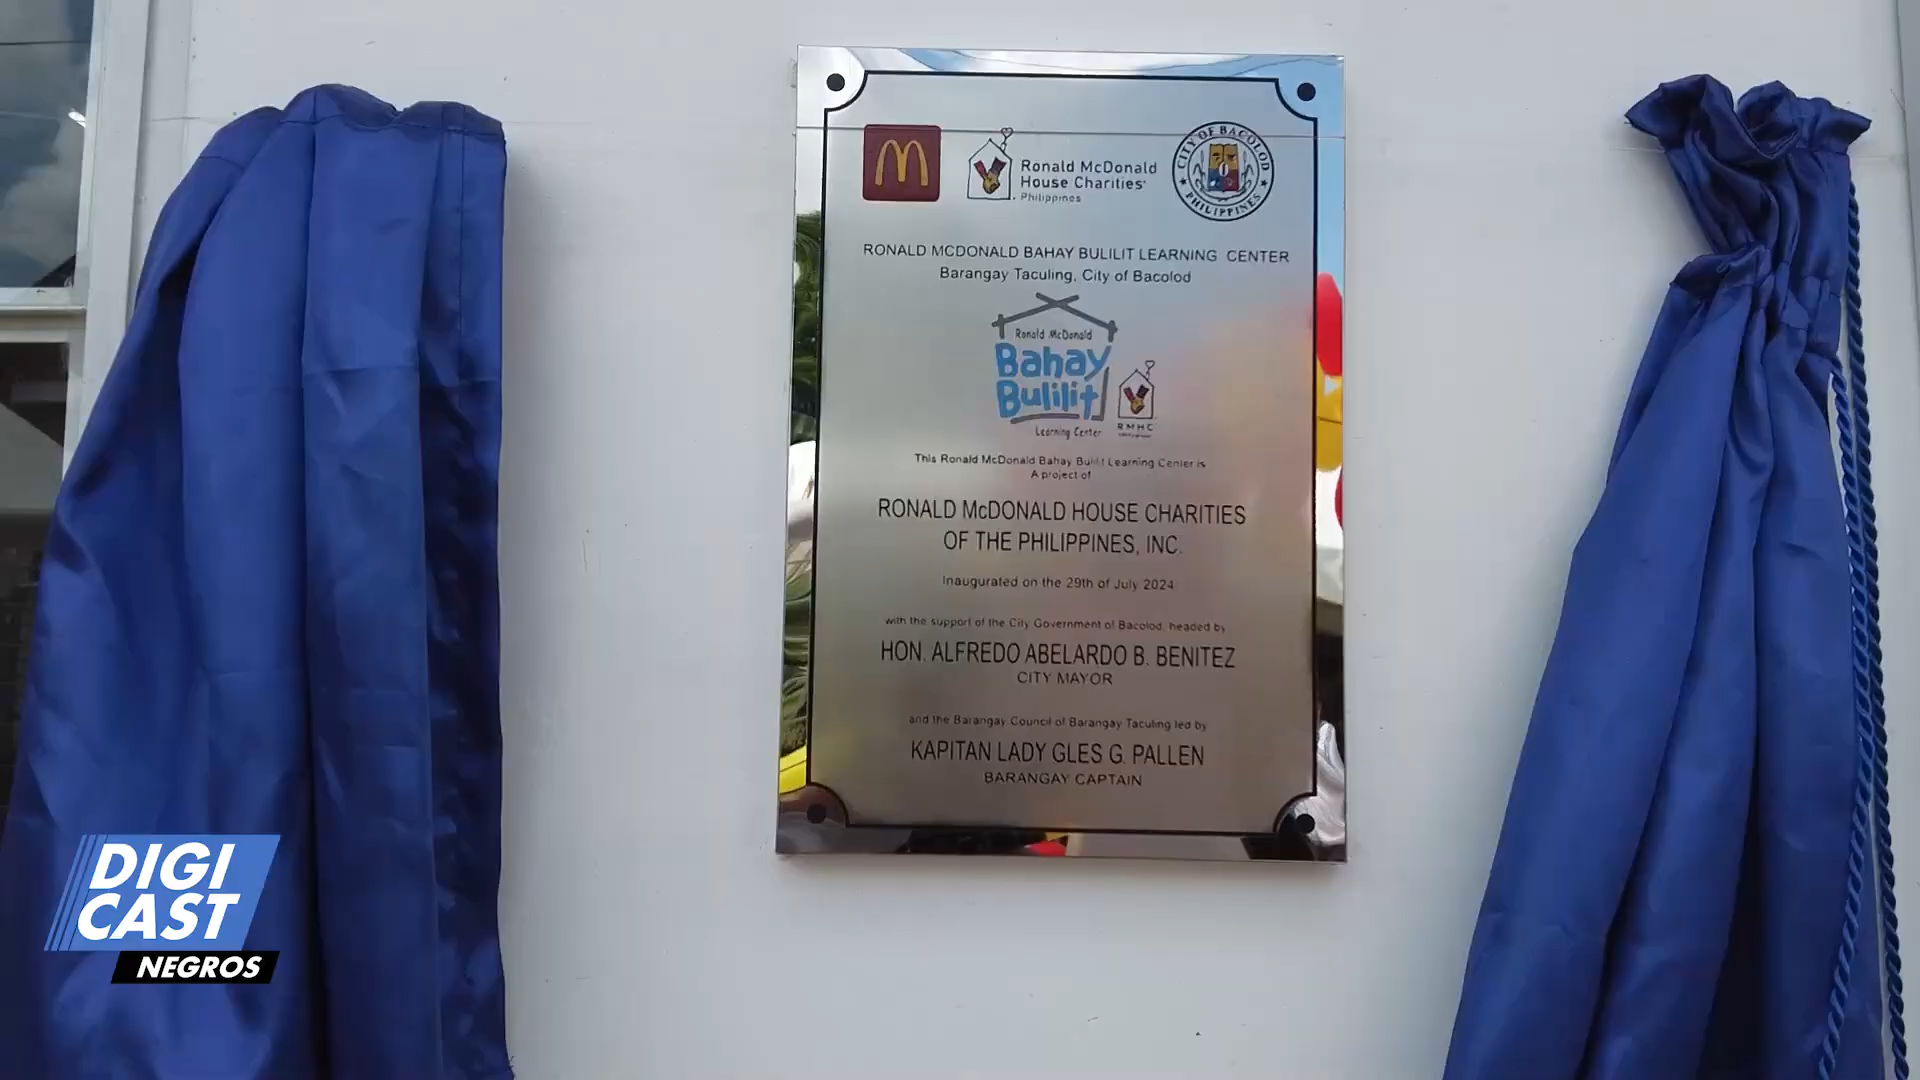 Ronald McDonald
House Charities
Philippines
CITY OF BACOLOD
PHILIPPINES
RONALD MCDONALD BAHAY BULILIT LEARNING CENTER
Barangay Taculing, City of Bacolod
Ronald McDonald
Bahay
Bulilit
Learning Center
RMHC
This Ronald McDonald Bahay Bulilit Learning Center is
A project of
RONALD McDONALD HOUSE CHARITIES
OF THE PHILIPPINES, INC.
Inaugurated on the 29th of July 2024
with the support of the City Government of Bacolod, headed by
HON. ALFREDO ABELARDO B. BENITEZ
CITY MAYOR
and the Barangay Council of Barangay Taculing led by
KAPITAN LADY GLES G. PALLEN
BARANGAY CAPTAIN
DIGI
CAST
NEGROS